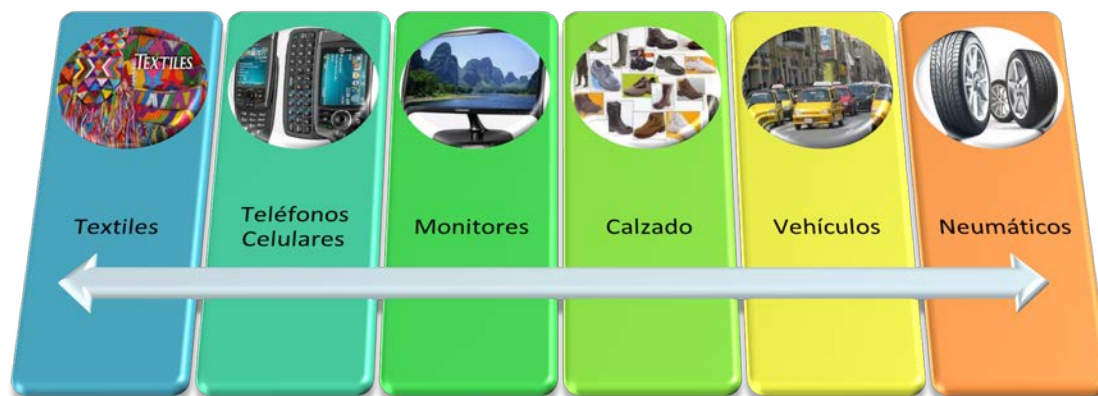 TEXTILES
Textiles
Teléfonos
Celulares
Monitores
Calzado
Vehículos
Neumáticos